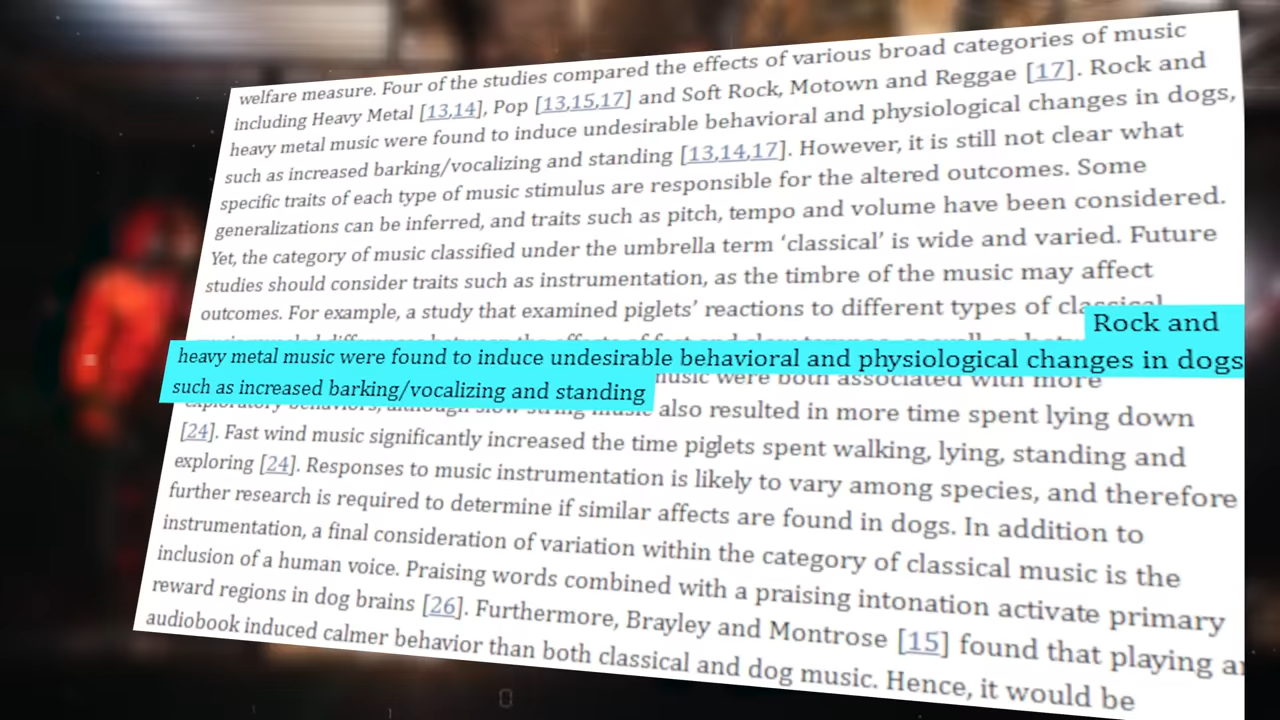 welfare measure. Four of the studies compared the effects of various broad categories of music
including Heavy Metal [13,14], Pop [13,15,17] and Soft Rock, Motown and Reggae [17]. Rock and
heavy metal music were found to induce undesirable behavioral and physiological changes in dogs,
such as increased barking/vocalizing and standing [13,14,17]. However, it is still not clear what
specific traits of each type of music stimulus are responsible for the altered outcomes. Some
generalizations can be inferred, and traits such as pitch, tempo and volume have been considered.
Yet, the category of music classified under the umbrella term ‘classical’ is wide and varied. Future
studies should consider traits such as instrumentation, as the timbre of the music may affect
outcomes. For example, a study that examined piglets’ reactions to different types of classical
Rock and
heavy metal music were found to induce undesirable behavioral and physiological changes in dogs
such as increased barking/vocalizing and standing
music were both associated with more
also resulted in more time spent lying down
[24]. Fast wind music significantly increased the time piglets spent walking, lying, standing and
exploring [24]. Responses to music instrumentation is likely to vary among species, and therefore
further research is required to determine if similar affects are found in dogs. In addition to
instrumentation, a final consideration of variation within the category of classical music is the
inclusion of a human voice. Praising words combined with a praising intonation activate primary
reward regions in dog brains [26]. Furthermore, Brayley and Montrose [15] found that playing
audiobook induced calmer behavior than both classical and dog music. Hence, it would be